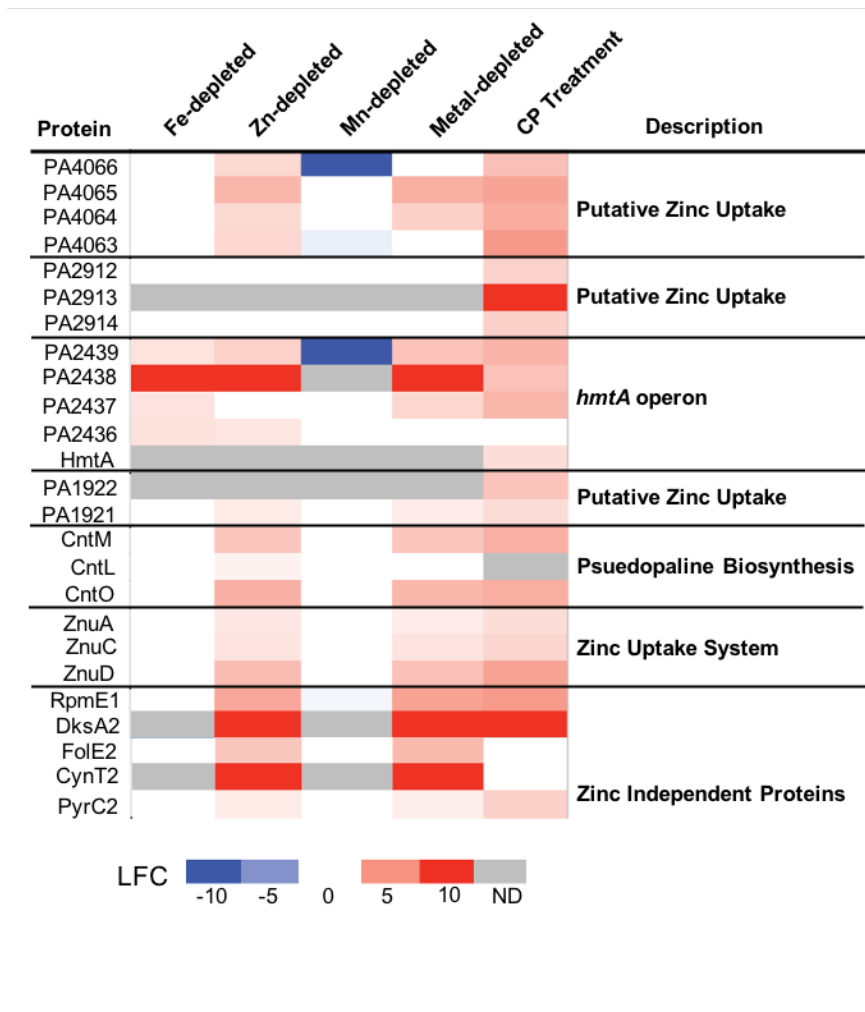 Fe-depleted
Zn-depleted
Mn-depleted
Metal-depleted
CP Treatment
Protein
Description
PA4066
PA4065
PA4064
PA4063
Putative Zinc Uptake
PA2912
PA2913
PA2914
Putative Zinc Uptake
PA2439
PA2438
PA2437
PA2436
HmtA
hmtA operon
PA1922
PA1921
Putative Zinc Uptake
CntM
CntL
CntO
Psuedopaline Biosynthesis
ZnuA
ZnuC
ZnuD
Zinc Uptake System
RpmE1
DksA2
FolE2
CynT2
PyrC2
Zinc Independent Proteins
LFC
-10 -5 0 5 10 ND